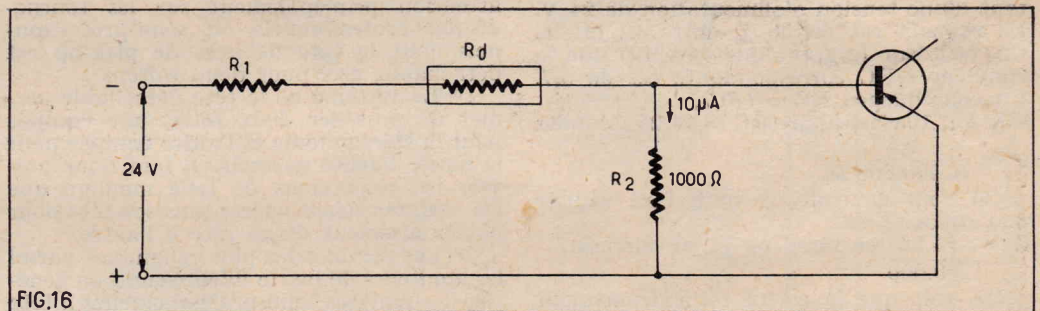 R1
Rd
-
10µA
24 V
R2
1000 Ω
+
FIG.16